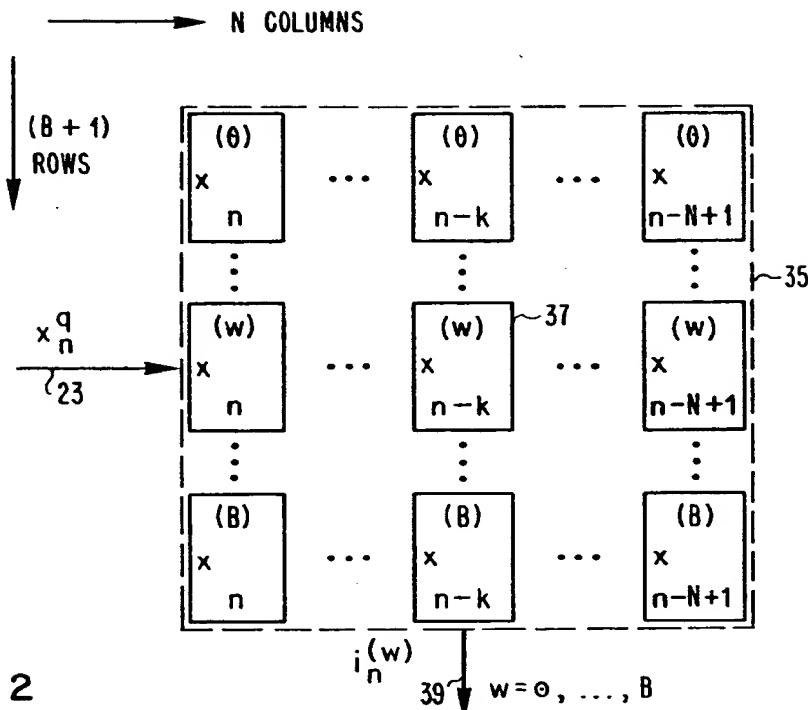 N COLUMNS
(B + 1)
ROWS
(θ) (θ) (θ)
x ... x ... x
n n-k n-N+1
35
x n q
23
(w) (w) (w)
37
x ... x ... x
n n-k n-N+1
(B) (B) (B)
x ... x ... x
n n-k n-N+1
i n (w)
39
w = θ, ..., B
2